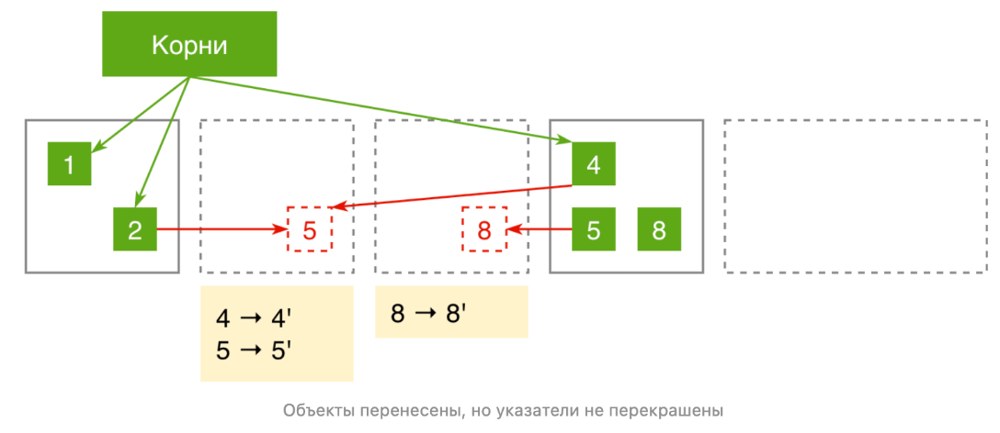 Корни
1
4
2
5
8
5
8
4 → 4'
5 → 5'
8 → 8'
Объекты перенесены, но указатели не перекрашены